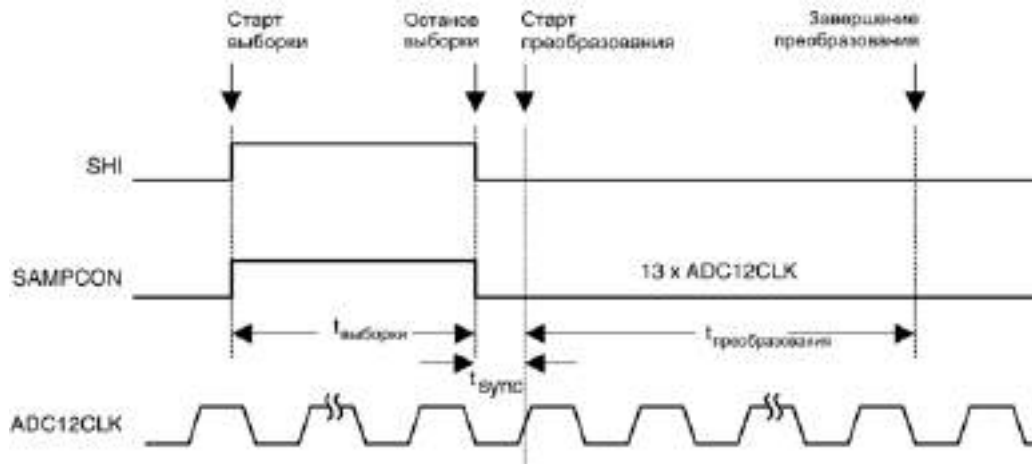 Старт
выборки
Останов
выборки
Старт
преобразования
Завершение
преобразования
SHI
SAMPCON
13 x ADC12CLK
tвыборки
tпреобразования
tsync
ADC12CLK